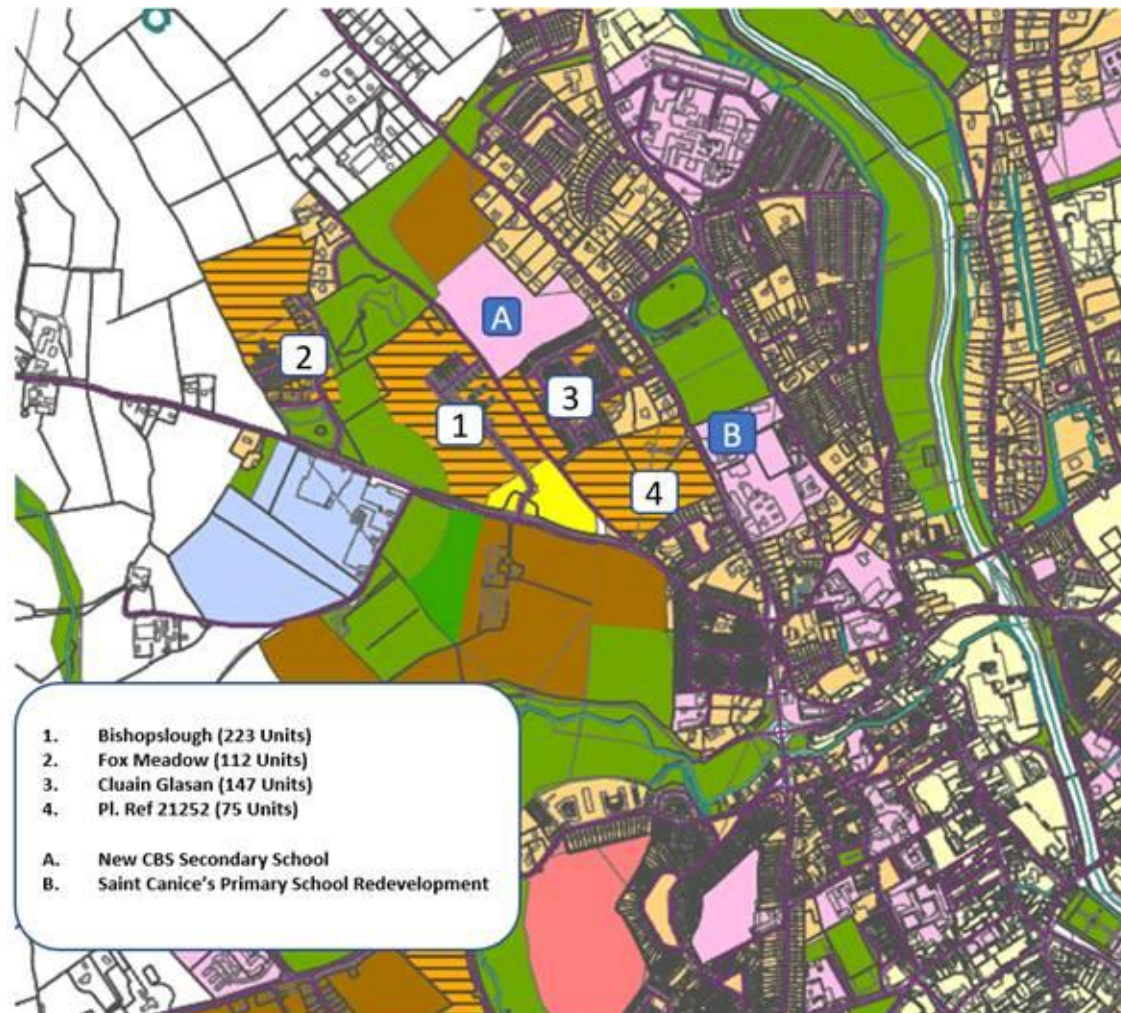 A
2
3
1
B
4
1. Bishopslough (223 Units)
2. Fox Meadow (112 Units)
3. Cluain Glasan (147 Units)
4. Pl. Ref 21252 (75 Units)
A. New CBS Secondary School
B. Saint Canice's Primary School Redevelopment